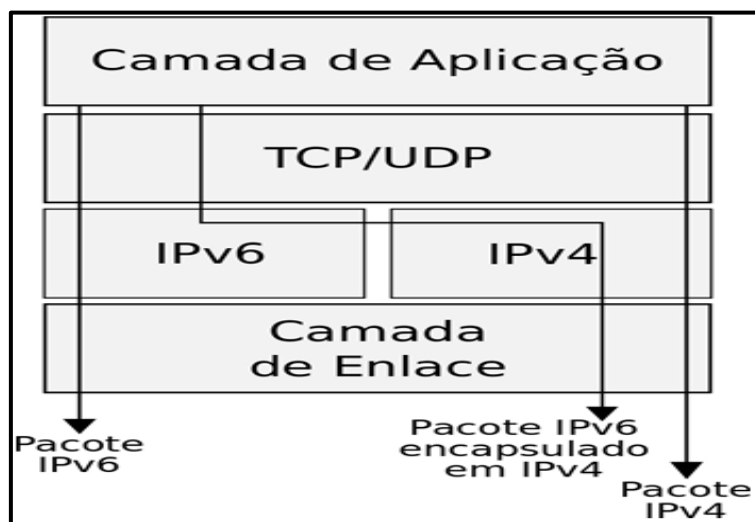 Camada de Aplicação
TCP/UDP
IPv6
IPv4
Camada
de Enlace
Pacote
IPv6
Pacote IPv6
encapsulado
em IPv4
Pacote
IPv4